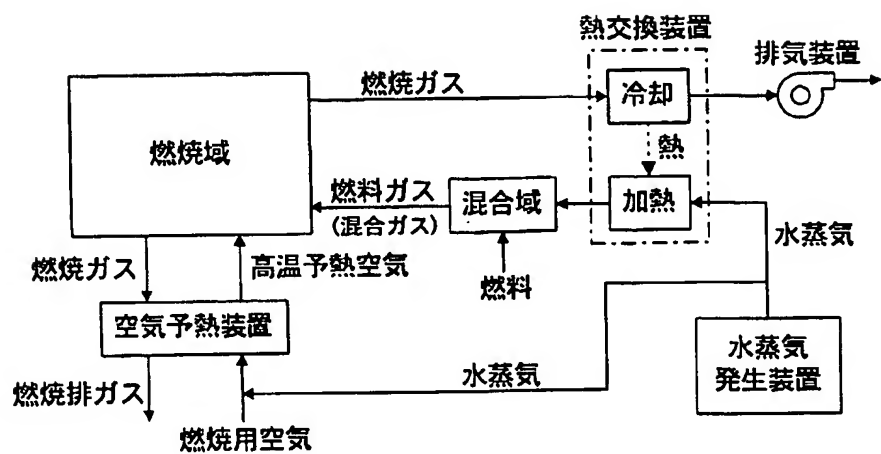 熱交換装置
排気装置
燃焼ガス
冷却
燃焼域
熱
燃料ガス
(混合ガス)
混合域
加熱
水蒸気
燃焼ガス
高温予熱空気
燃料
空気予熱装置
水蒸気
水蒸気
発生装置
燃焼排ガス
燃焼用空気